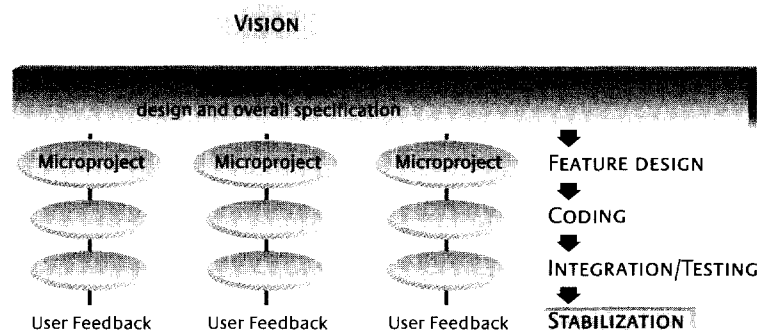 VISION
design and overall specification
Microproject Microproject Microproject FEATURE DESIGN
CODING
INTEGRATION/TESTING
User Feedback User Feedback User Feedback STABILIZATION